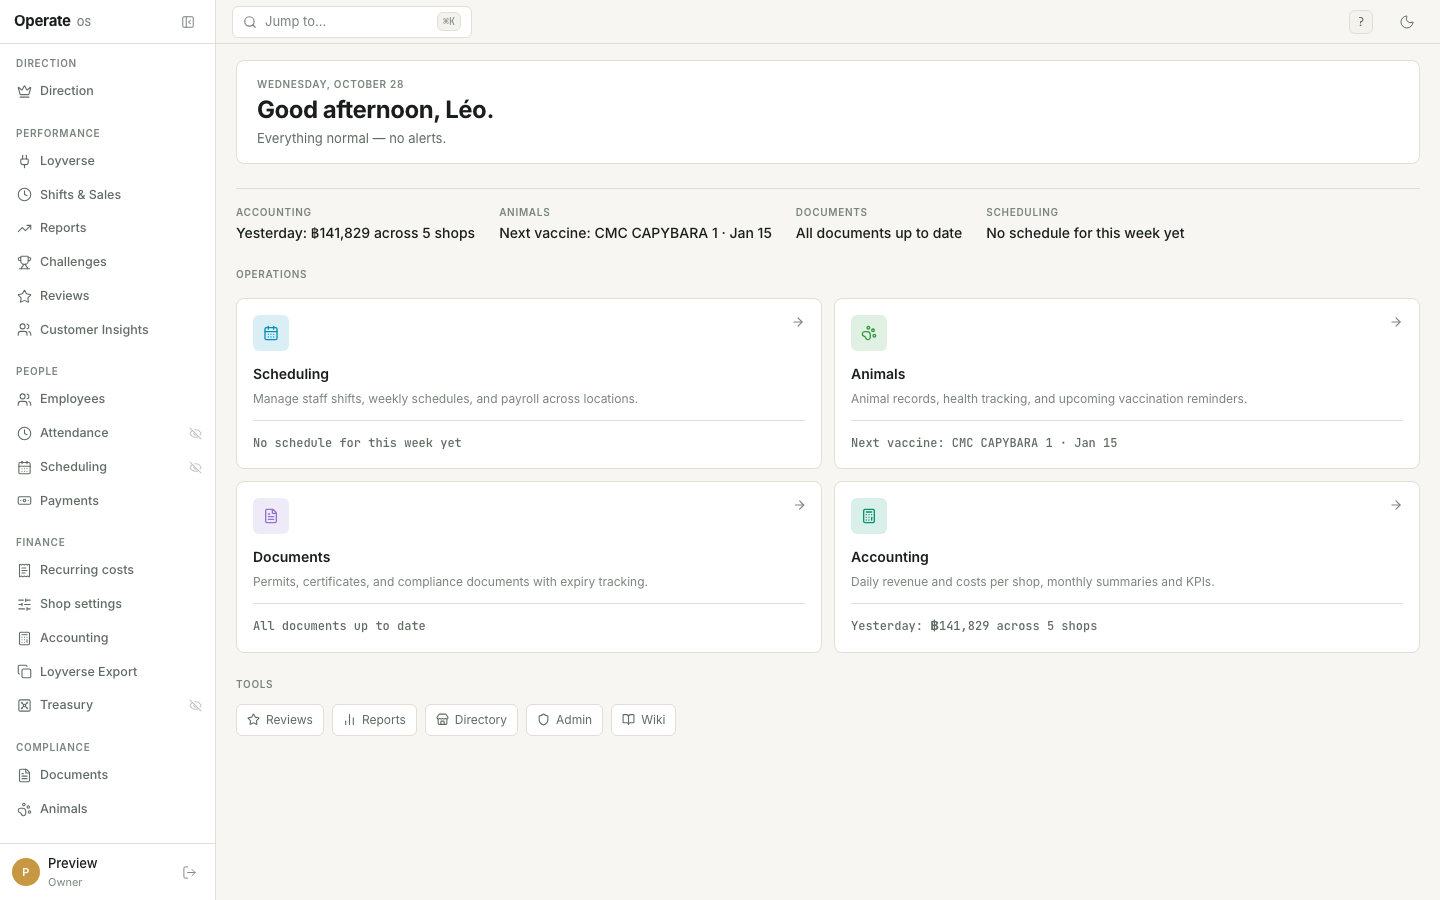 Operate OS
Jump to...
⌘K
?
DIRECTION
Direction
PERFORMANCE
Loyverse
Shifts & Sales
Reports
Challenges
Reviews
Customer Insights
PEOPLE
Employees
Attendance
Scheduling
Payments
FINANCE
Recurring costs
Shop settings
Accounting
Loyverse Export
Treasury
COMPLIANCE
Documents
Animals
P
Preview
Owner
WEDNESDAY, OCTOBER 28
Good afternoon, Léo.
Everything normal — no alerts.
ACCOUNTING
Yesterday: ฿141,829 across 5 shops
ANIMALS
Next vaccine: CMC CAPYBARA 1 · Jan 15
DOCUMENTS
All documents up to date
SCHEDULING
No schedule for this week yet
OPERATIONS
Scheduling
Manage staff shifts, weekly schedules, and payroll across locations.
No schedule for this week yet
Animals
Animal records, health tracking, and upcoming vaccination reminders.
Next vaccine: CMC CAPYBARA 1 · Jan 15
Documents
Permits, certificates, and compliance documents with expiry tracking.
All documents up to date
Accounting
Daily revenue and costs per shop, monthly summaries and KPIs.
Yesterday: ฿141,829 across 5 shops
TOOLS
Reviews
Reports
Directory
Admin
Wiki